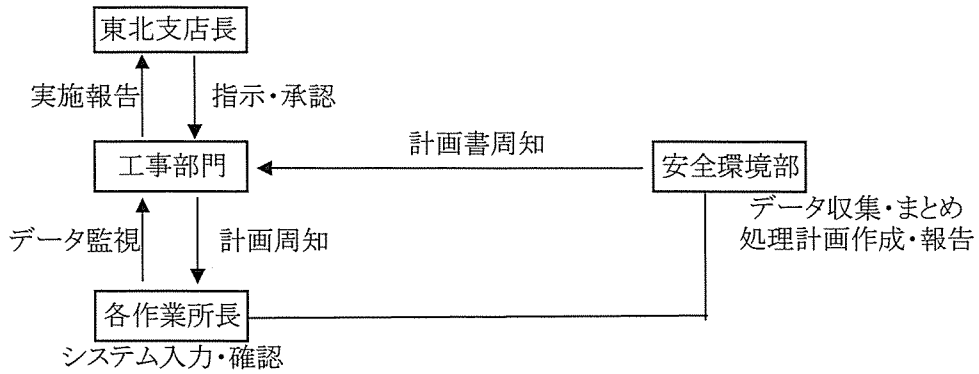 東北支店長
実施報告
指示・承認
計画書周知
工事部門
安全環境部
データ収集・まとめ
処理計画作成・報告
データ監視
計画周知
各作業所長
システム入力・確認